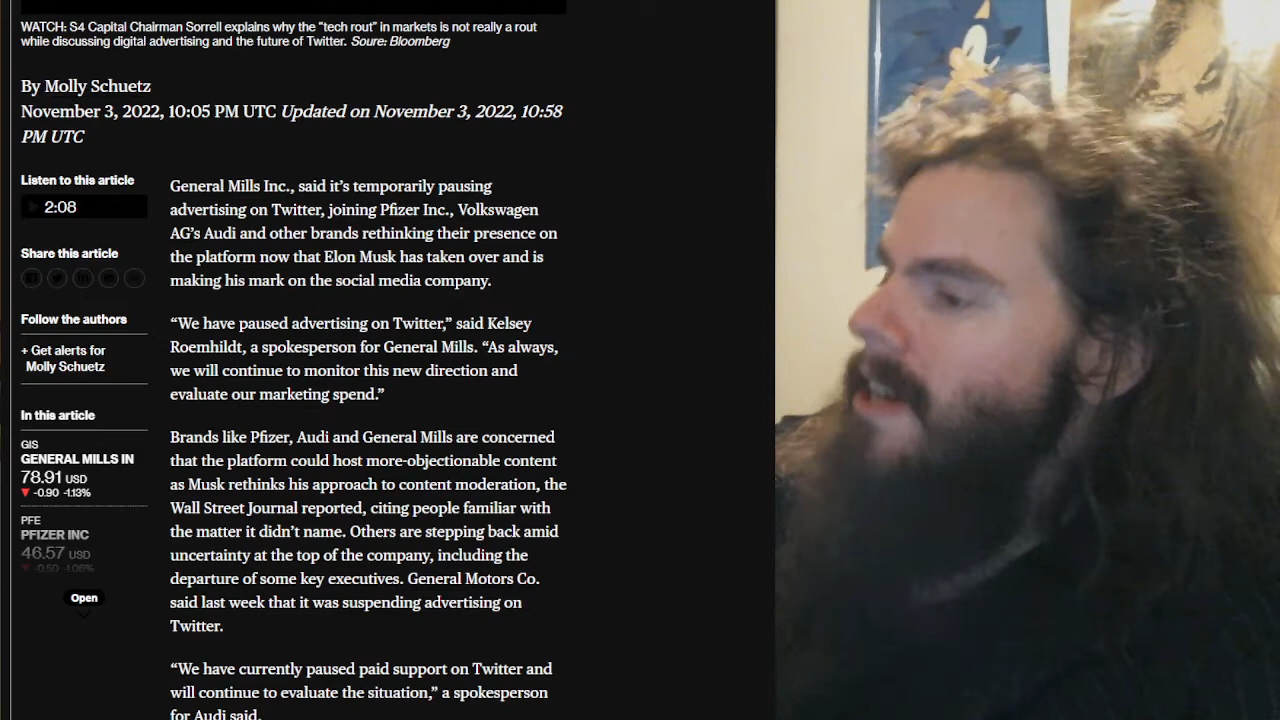 WATCH: S4 Capital Chairman Sorrell explains why the “tech rout” in markets is not really a rout
while discussing digital advertising and the future of Twitter. Soure: Bloomberg
By Molly Schuetz
November 3, 2022, 10:05 PM UTC Updated on November 3, 2022, 10:58
PM UTC
Listen to this article
2:08
Share this article
Follow the authors
+ Get alerts for
Molly Schuetz
In this article
GIS
GENERAL MILLS IN
78.91 USD
▼ -0.90 -1.13%
PFE
PFIZER INC
46.57 USD
▼ -0.50 -1.06%
Open
General Mills Inc., said it’s temporarily pausing
advertising on Twitter, joining Pfizer Inc., Volkswagen
AG’s Audi and other brands rethinking their presence on
the platform now that Elon Musk has taken over and is
making his mark on the social media company.
“We have paused advertising on Twitter,” said Kelsey
Roemhildt, a spokesperson for General Mills. “As always,
we will continue to monitor this new direction and
evaluate our marketing spend.”
Brands like Pfizer, Audi and General Mills are concerned
that the platform could host more-objectionable content
as Musk rethinks his approach to content moderation, the
Wall Street Journal reported, citing people familiar with
the matter it didn’t name. Others are stepping back amid
uncertainty at the top of the company, including the
departure of some key executives. General Motors Co.
said last week that it was suspending advertising on
Twitter.
“We have currently paused paid support on Twitter and
will continue to evaluate the situation,” a spokesperson
for Audi said.